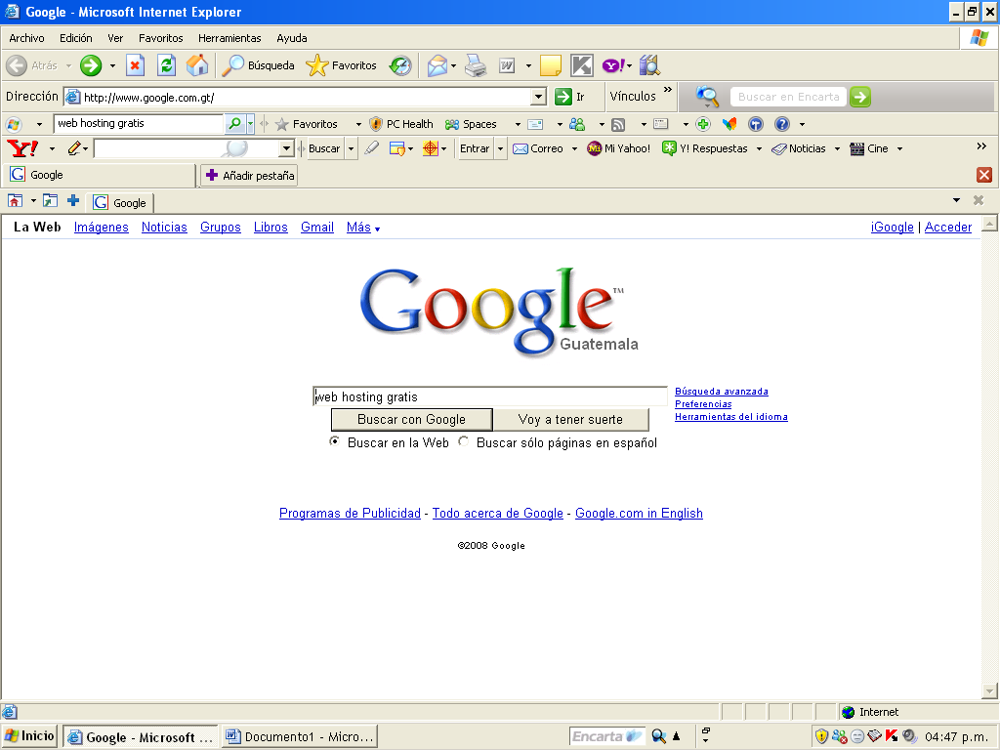 Google - Microsoft Internet Explorer
Archivo Edición Ver Favoritos Herramientas Ayuda
Atrás Búsqueda Favoritos
Dirección http://www.google.com.gt/ Ir Vínculos » Buscar en Encarta
web hosting gratis Favoritos PC Health Spaces
Y! Buscar Entrar Correo Mi Yahoo! Y! Respuestas Noticias Cine »
Google Añadir pestaña
Google
La Web Imágenes Noticias Grupos Libros Gmail Más iGoogle | Acceder
Google™
Guatemala
web hosting gratis Búsqueda avanzada
Preferencias
Buscar con Google Voy a tener suerte Herramientas del idioma
Buscar en la Web Buscar sólo páginas en español
Programas de Publicidad - Todo acerca de Google - Google.com in English
©2008 Google
Internet
Inicio Google - Microsoft ... Documento1 - Micro... Encarta 04:47 p.m.